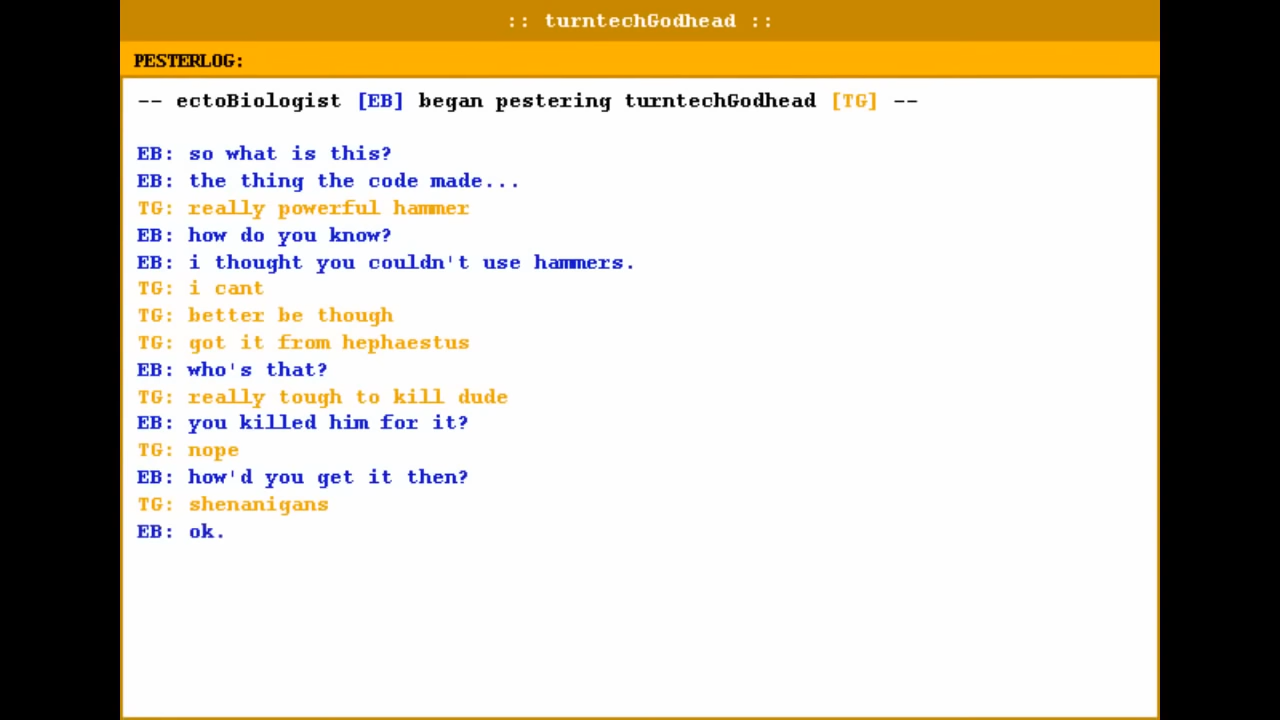 :: turntechGodhead ::
PESTERLOG:
-- ectoBiologist [EB] began pestering turntechGodhead [TG] --
EB: so what is this?
EB: the thing the code made...
TG: really powerful hammer
EB: how do you know?
EB: i thought you couldn't use hammers.
TG: i cant
TG: better be though
TG: got it from hephaestus
EB: who's that?
TG: really tough to kill dude
EB: you killed him for it?
TG: nope
EB: how'd you get it then?
TG: shenanigans
EB: ok.